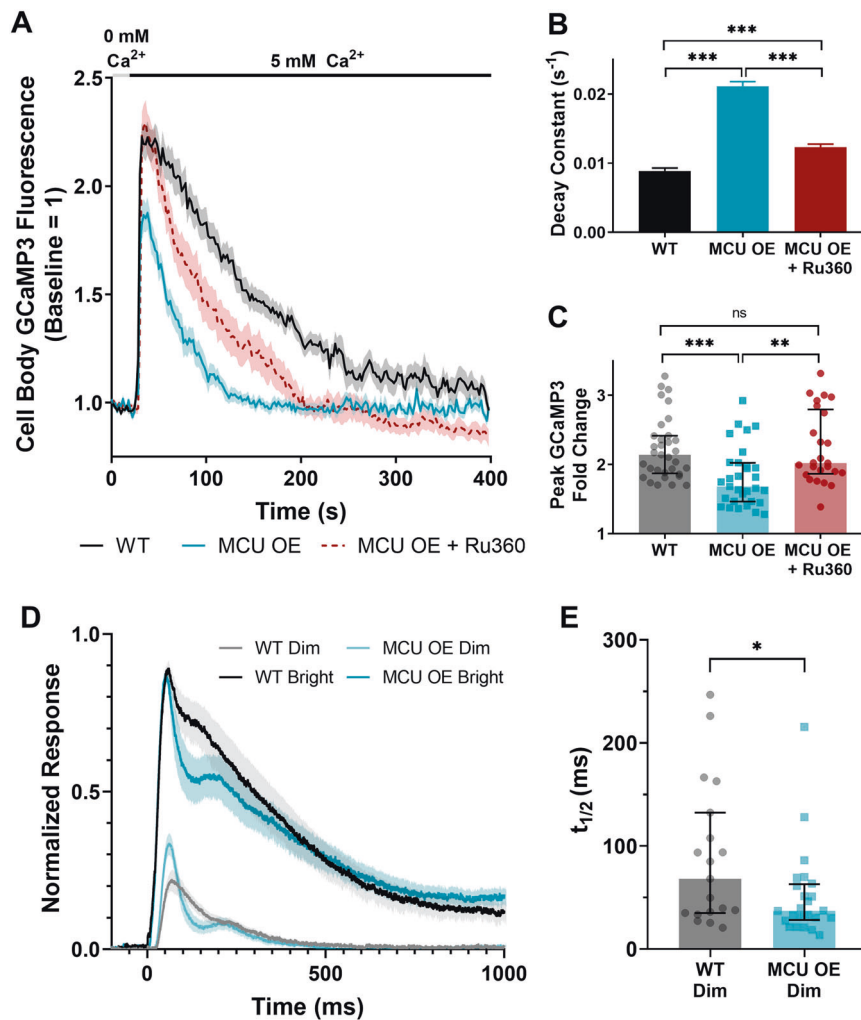 A
0 mM
Ca²⁺
5 mM Ca²⁺
Cell Body GCaMP3 Fluorescence
(Baseline = 1)
2.5
2.0
1.5
1.0
0
100
200
300
400
Time (s)
WT
MCU OE
MCU OE + Ru360
B
Decay Constant (s⁻¹)
0.02
0.01
0.00
***
***
***
WT
MCU OE
MCU OE
+ Ru360
C
Peak GCaMP3
Fold Change
3
2
1
ns
***
**
WT
MCU OE
MCU OE
+ Ru360
D
Normalized Response
1.0
0.5
0.0
WT Dim
MCU OE Dim
WT Bright
MCU OE Bright
0
500
1000
Time (ms)
E
t1/2 (ms)
300
200
100
0
*
WT
Dim
MCU OE
Dim